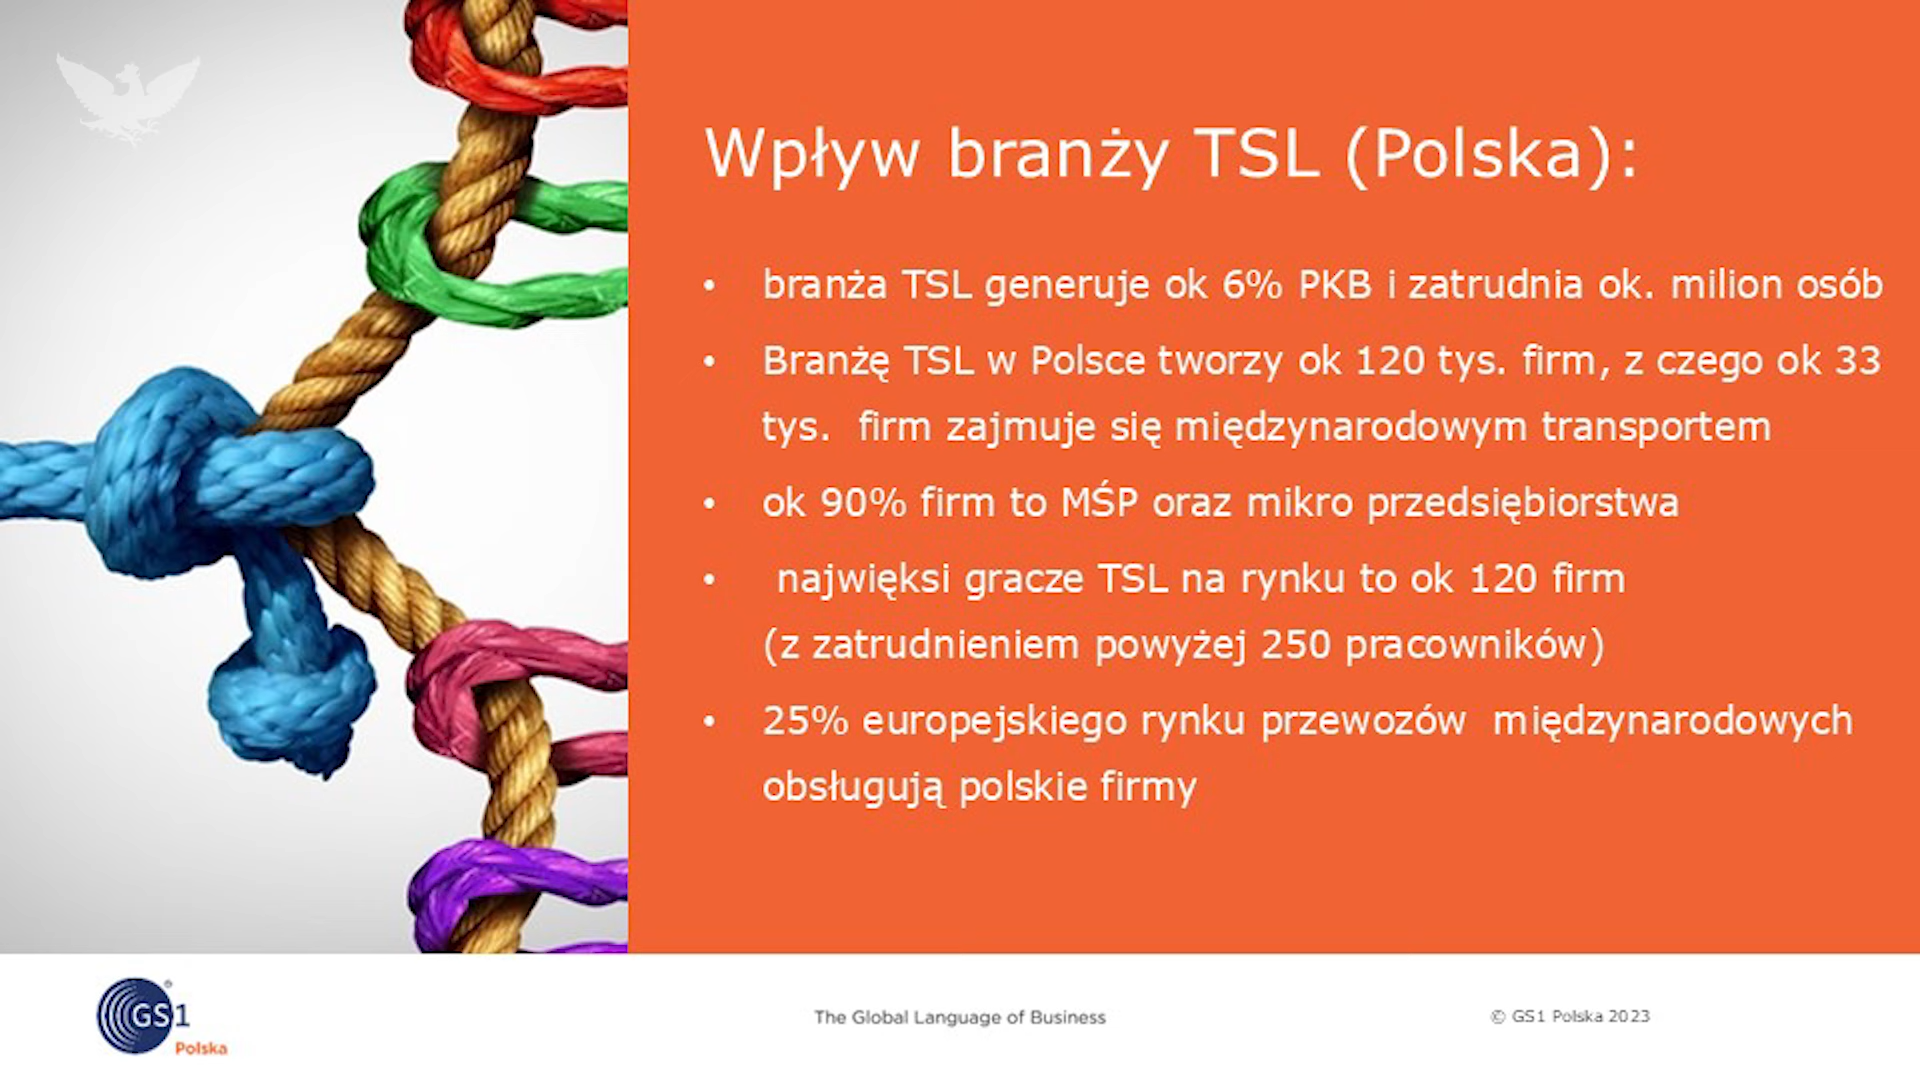 Wpływ branży TSL (Polska):
• branża TSL generuje ok 6% PKB i zatrudnia ok. milion osób
• Branżę TSL w Polsce tworzy ok 120 tys. firm, z czego ok 33
tys. firm zajmuje się międzynarodowym transportem
• ok 90% firm to MŚP oraz mikro przedsiębiorstwa
• najwięksi gracze TSL na rynku to ok 120 firm
(z zatrudnieniem powyżej 250 pracowników)
• 25% europejskiego rynku przewozów międzynarodowych
obsługują polskie firmy
GS1 ®
Polska
The Global Language of Business
© GS1 Polska 2023